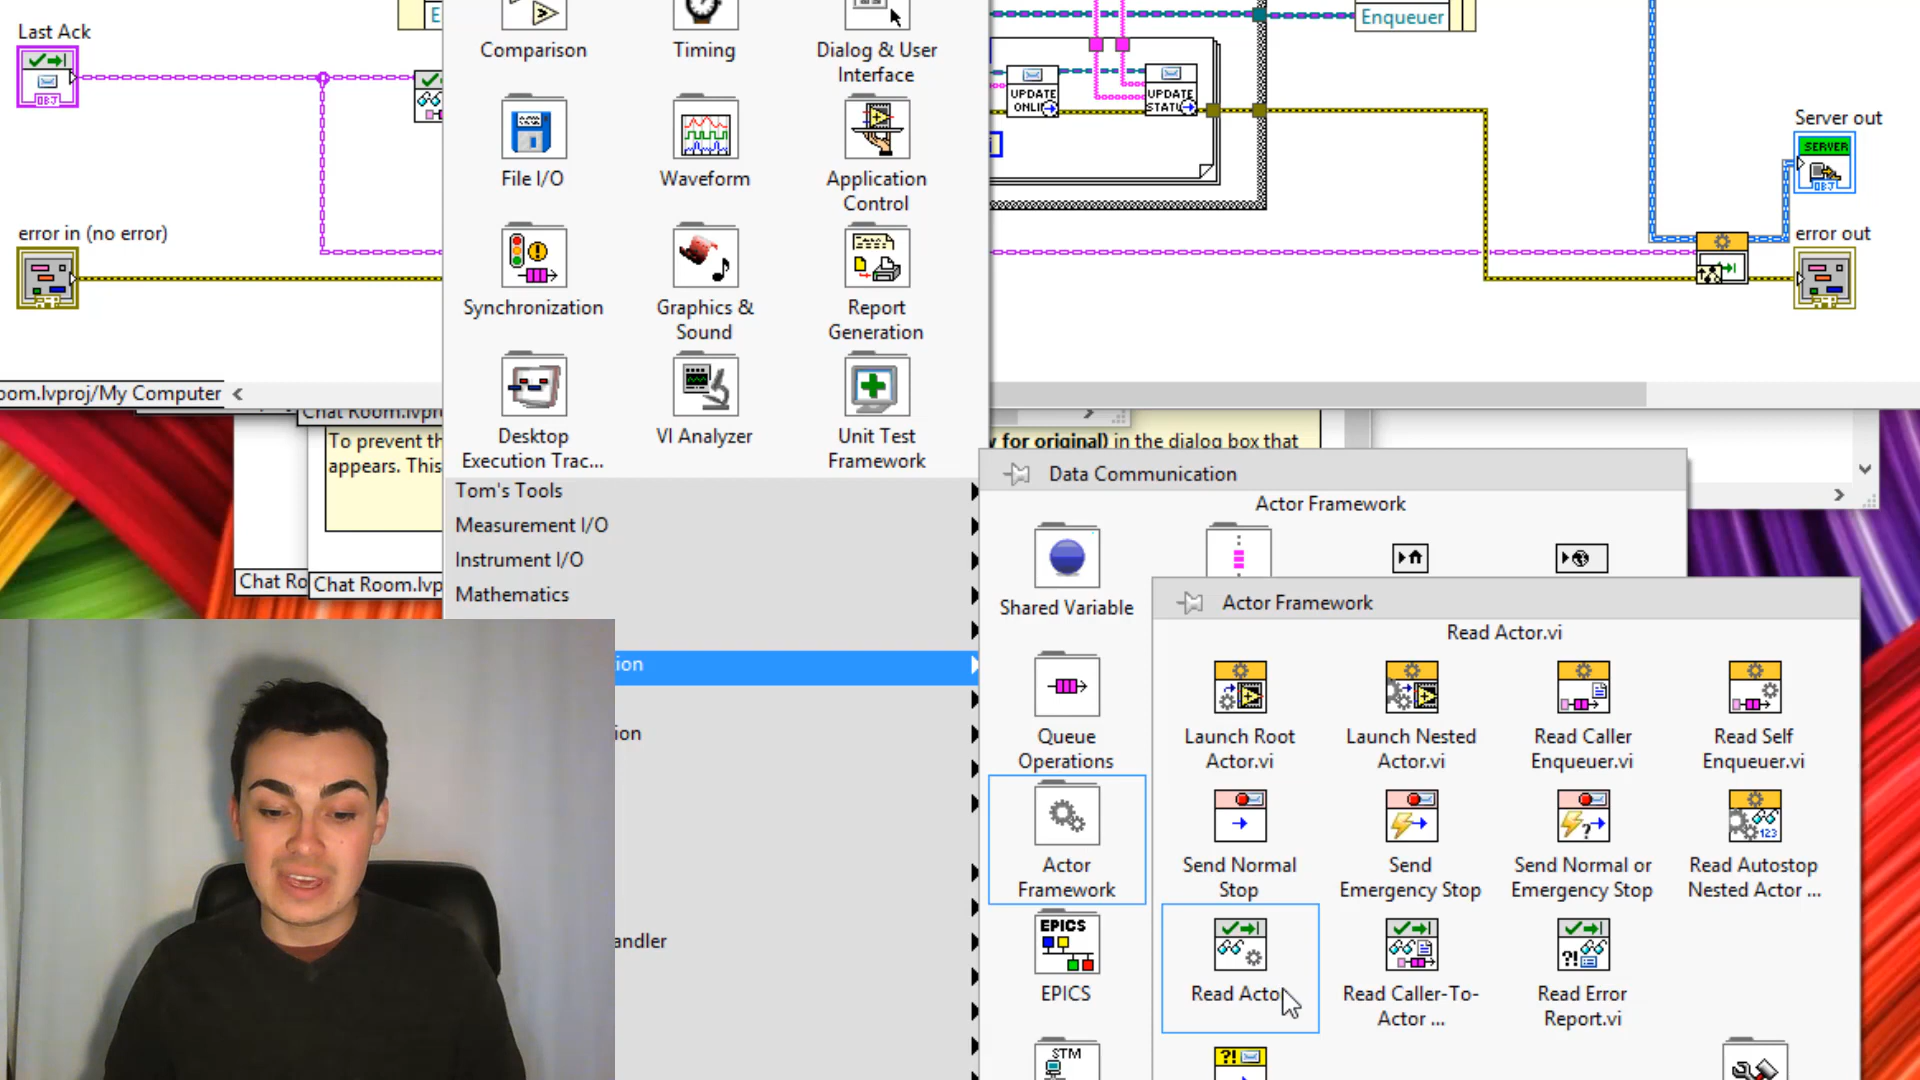 Last Ack
OBJ
error in (no error)
E
oom.lvproj/My Computer
Chat Room.lvpr
To prevent th
appears. This
Chat Ro
Chat Room.lvp
Comparison
Timing
Dialog & User
Interface
File I/O
Waveform
Application
Control
Synchronization
Graphics &
Sound
Report
Generation
Desktop
Execution Trac...
VI Analyzer
Unit Test
Framework
Tom's Tools
Measurement I/O
Instrument I/O
Mathematics
ion
ion
andler
Enqueuer
UPDATE
ONLI
UPDATE
STATU
i
Server out
SERVER
OBJ
error out
w for original) in the dialog box that
Data Communication
Actor Framework
Shared Variable
Queue
Operations
Actor
Framework
EPICS
EPICS
STM
Actor Framework
Read Actor.vi
Launch Root
Actor.vi
Launch Nested
Actor.vi
Read Caller
Enqueuer.vi
Read Self
Enqueuer.vi
Send Normal
Stop
Send
Emergency Stop
Send Normal or
Emergency Stop
123
Read Autostop
Nested Actor ...
Read Acto
Read Caller-To-
Actor ...
?!
Read Error
Report.vi
?!